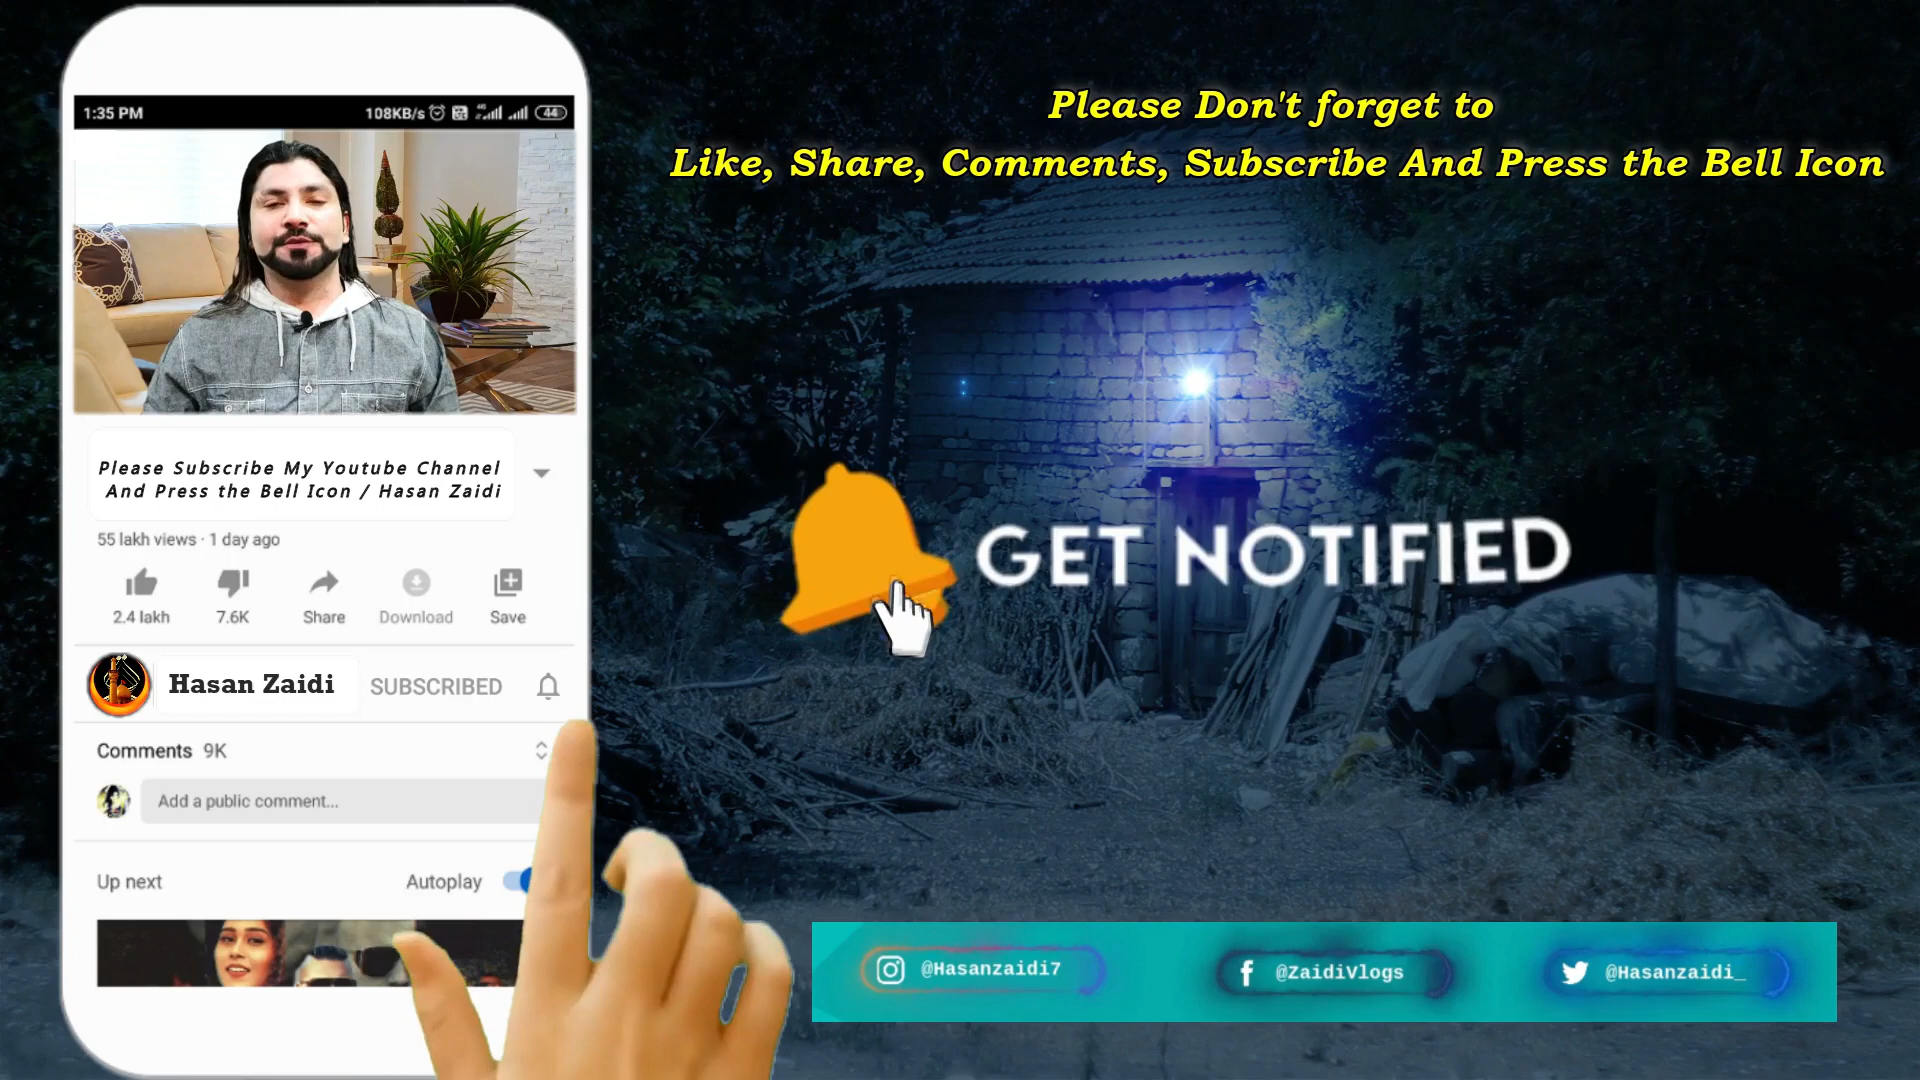 1:35 PM 108KB/s 4G 44
Please Subscribe My Youtube Channel
And Press the Bell Icon / Hasan Zaidi
55 lakh views · 1 day ago
2.4 lakh 7.6K Share Download Save
Hasan Zaidi SUBSCRIBED
Comments 9K
Add a public comment...
Up next Autoplay
Please Don't forget to
Like, Share, Comments, Subscribe And Press the Bell Icon
GET NOTIFIED
@Hasanzaidi7 @ZaidiVlogs @Hasanzaidi_